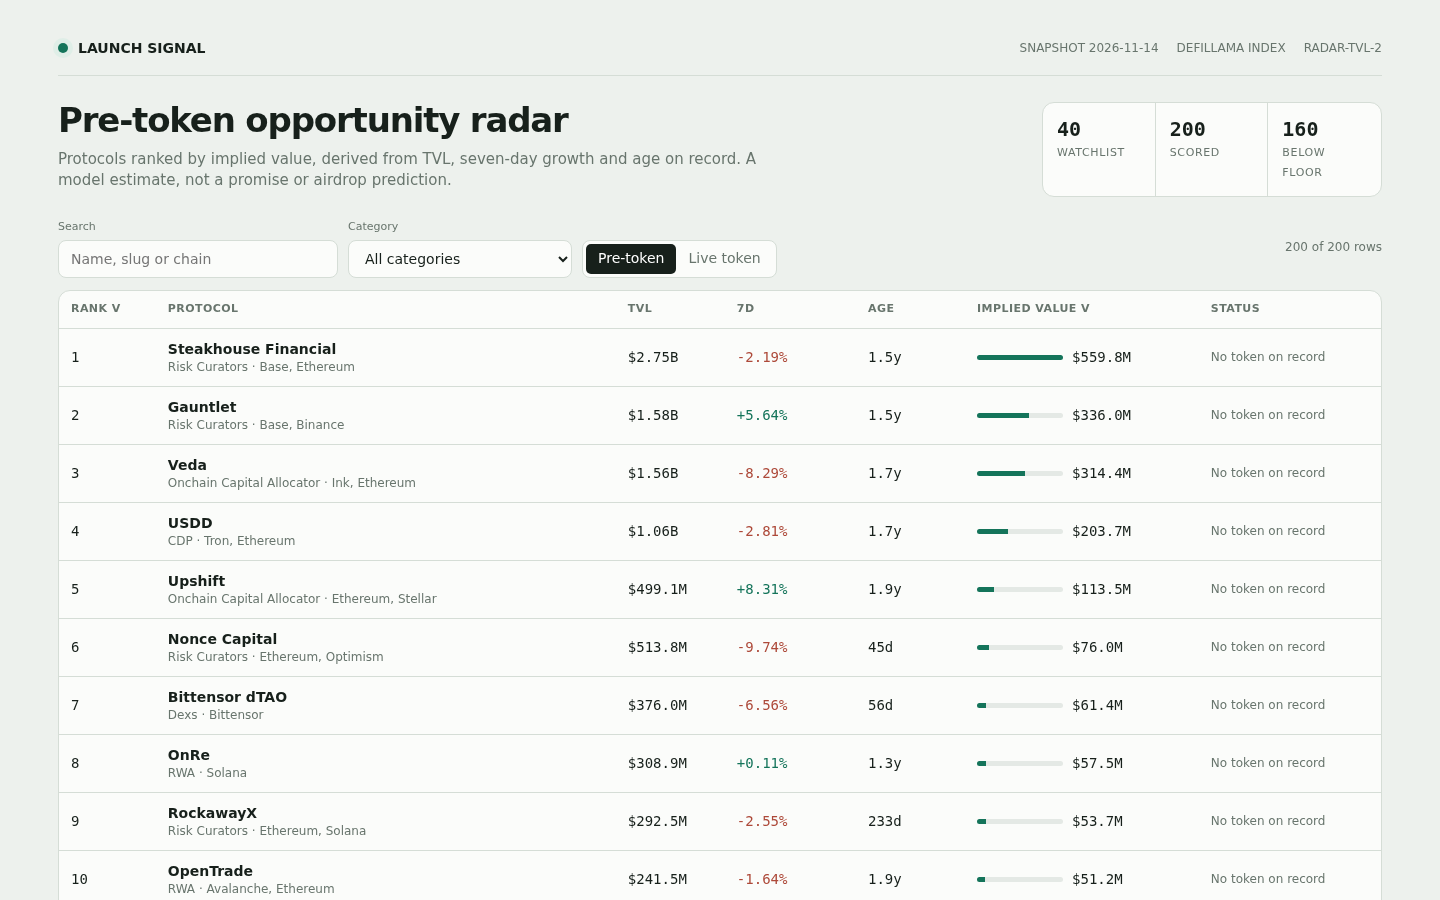 LAUNCH SIGNAL
SNAPSHOT 2026-11-14 DEFILLAMA INDEX RADAR-TVL-2
Pre-token opportunity radar
Protocols ranked by implied value, derived from TVL, seven-day growth and age on record. A
model estimate, not a promise or airdrop prediction.
40 200 160
WATCHLIST SCORED BELOW
FLOOR
Search Category
Name, slug or chain All categories Pre-token Live token
200 of 200 rows
RANK V PROTOCOL TVL 7D AGE IMPLIED VALUE V STATUS
1 Steakhouse Financial $2.75B -2.19% 1.5y $559.8M No token on record
Risk Curators · Base, Ethereum
2 Gauntlet $1.58B +5.64% 1.5y $336.0M No token on record
Risk Curators · Base, Binance
3 Veda $1.56B -8.29% 1.7y $314.4M No token on record
Onchain Capital Allocator · Ink, Ethereum
4 USDD $1.06B -2.81% 1.7y $203.7M No token on record
CDP · Tron, Ethereum
5 Upshift $499.1M +8.31% 1.9y $113.5M No token on record
Onchain Capital Allocator · Ethereum, Stellar
6 Nonce Capital $513.8M -9.74% 45d $76.0M No token on record
Risk Curators · Ethereum, Optimism
7 Bittensor dTAO $376.0M -6.56% 56d $61.4M No token on record
Dexs · Bittensor
8 OnRe $308.9M +0.11% 1.3y $57.5M No token on record
RWA · Solana
9 RockawayX $292.5M -2.55% 233d $53.7M No token on record
Risk Curators · Ethereum, Solana
10 OpenTrade $241.5M -1.64% 1.9y $51.2M No token on record
RWA · Avalanche, Ethereum